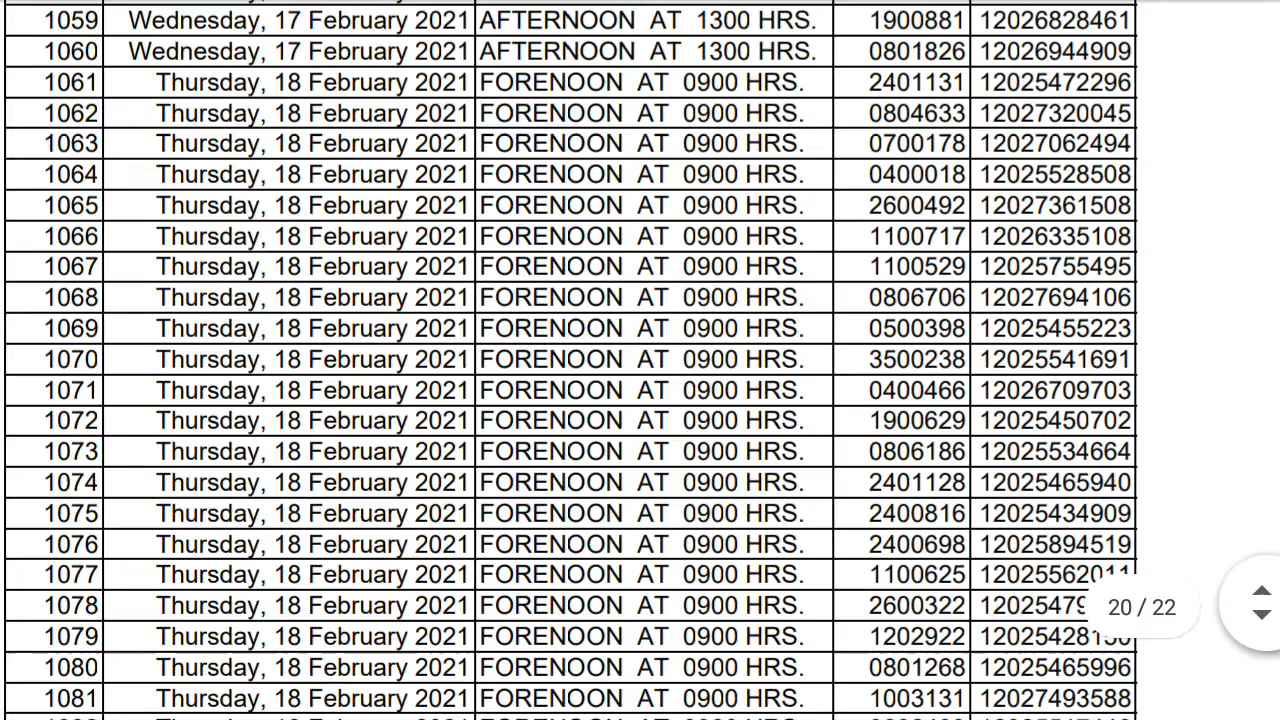 1059 Wednesday, 17 February 2021 AFTERNOON AT 1300 HRS. 1900881 12026828461
1060 Wednesday, 17 February 2021 AFTERNOON AT 1300 HRS. 0801826 12026944909
1061 Thursday, 18 February 2021 FORENOON AT 0900 HRS. 2401131 12025472296
1062 Thursday, 18 February 2021 FORENOON AT 0900 HRS. 0804633 12027320045
1063 Thursday, 18 February 2021 FORENOON AT 0900 HRS. 0700178 12027062494
1064 Thursday, 18 February 2021 FORENOON AT 0900 HRS. 0400018 12025528508
1065 Thursday, 18 February 2021 FORENOON AT 0900 HRS. 2600492 12027361508
1066 Thursday, 18 February 2021 FORENOON AT 0900 HRS. 1100717 12026335108
1067 Thursday, 18 February 2021 FORENOON AT 0900 HRS. 1100529 12025755495
1068 Thursday, 18 February 2021 FORENOON AT 0900 HRS. 0806706 12027694106
1069 Thursday, 18 February 2021 FORENOON AT 0900 HRS. 0500398 12025455223
1070 Thursday, 18 February 2021 FORENOON AT 0900 HRS. 3500238 12025541691
1071 Thursday, 18 February 2021 FORENOON AT 0900 HRS. 0400466 12026709703
1072 Thursday, 18 February 2021 FORENOON AT 0900 HRS. 1900629 12025450702
1073 Thursday, 18 February 2021 FORENOON AT 0900 HRS. 0806186 12025534664
1074 Thursday, 18 February 2021 FORENOON AT 0900 HRS. 2401128 12025465940
1075 Thursday, 18 February 2021 FORENOON AT 0900 HRS. 2400816 12025434909
1076 Thursday, 18 February 2021 FORENOON AT 0900 HRS. 2400698 12025894519
1077 Thursday, 18 February 2021 FORENOON AT 0900 HRS. 1100625 12025562011
1078 Thursday, 18 February 2021 FORENOON AT 0900 HRS. 2600322 20 / 22
1079 Thursday, 18 February 2021 FORENOON AT 0900 HRS. 1202922
1080 Thursday, 18 February 2021 FORENOON AT 0900 HRS. 0801268 12025465996
1081 Thursday, 18 February 2021 FORENOON AT 0900 HRS. 1003131 12027493588